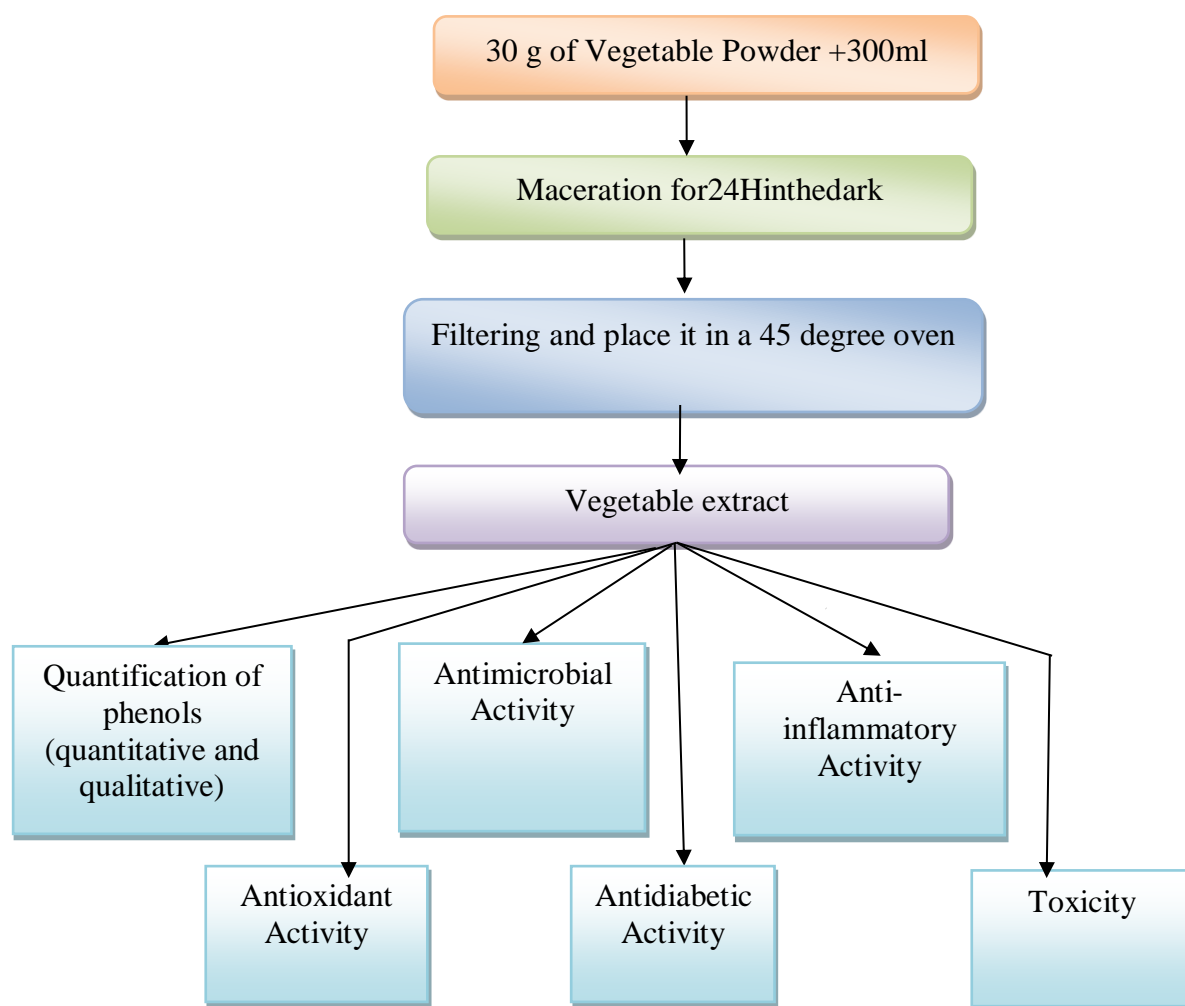 30 g of Vegetable Powder +300ml
Maceration for24Hinthedark
Filtering and place it in a 45 degree oven
Vegetable extract
Quantification of
phenols
(quantitative and
qualitative)
Antimicrobial
Activity
Anti-
inflammatory
Activity
Antioxidant
Activity
Antidiabetic
Activity
Toxicity